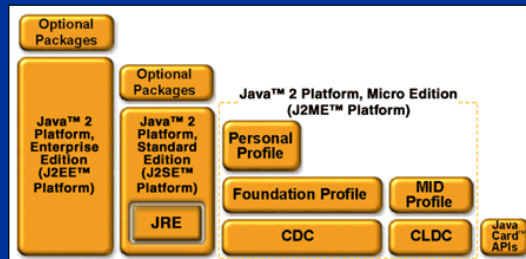 Optional
Packages
Java™ 2
Platform,
Enterprise
Edition
(J2EE™
Platform)
Optional
Packages
Java™ 2
Platform,
Standard
Edition
(J2SE™
Platform)
JRE
Java™ 2 Platform, Micro Edition
(J2ME™ Platform)
Personal
Profile
Foundation Profile
MID
Profile
CDC
CLDC
Java
Card™
APIs